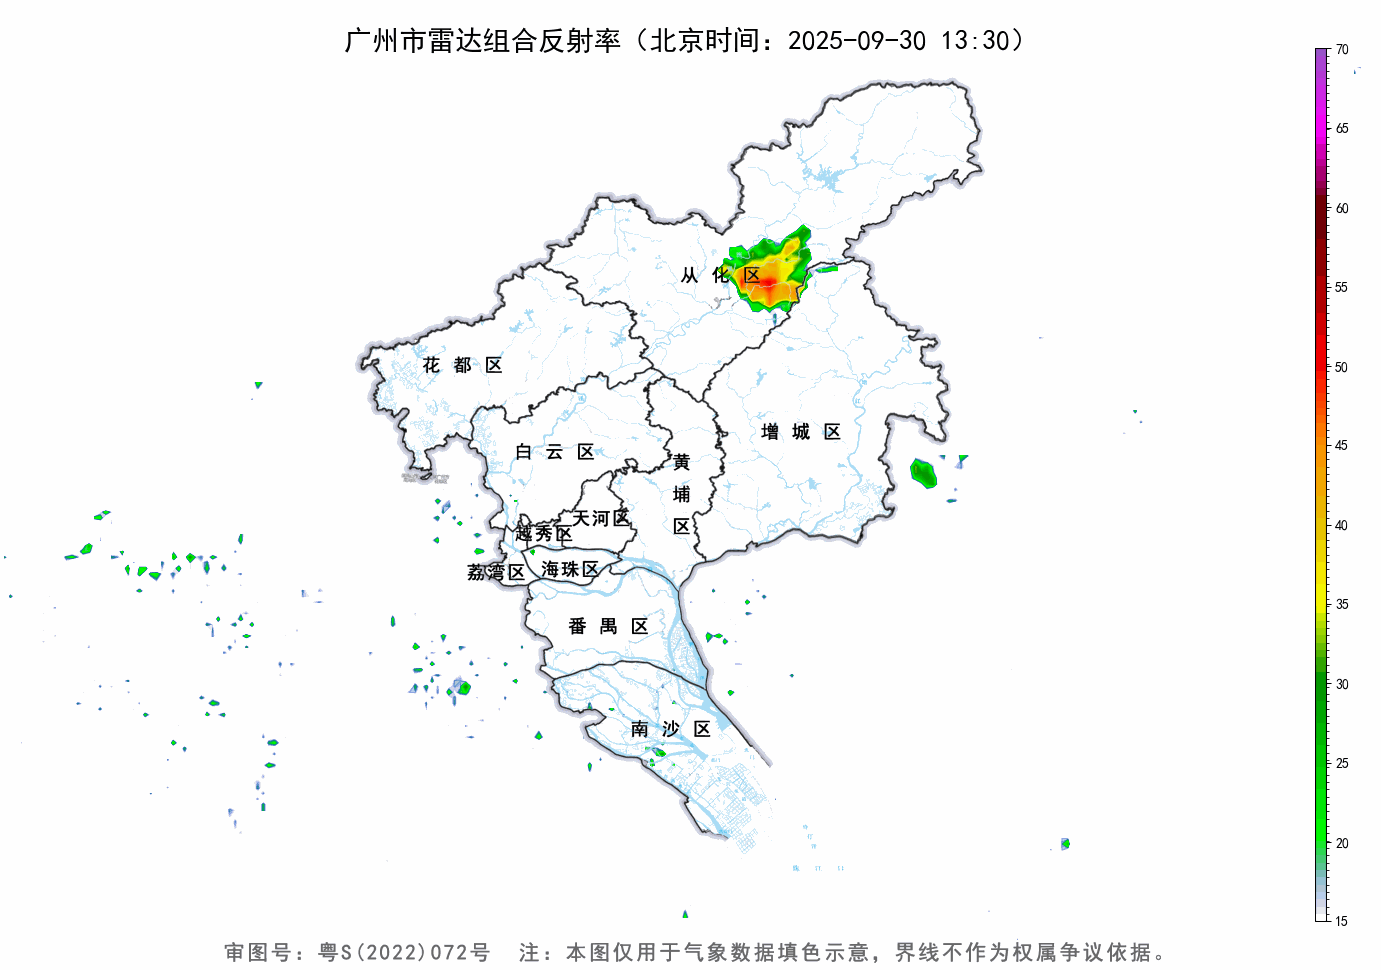 广州市雷达组合反射率（北京时间：2025-09-30 13:30）
70
65
60
55
50
45
40
35
30
25
20
15
从化区
花都区
增城区
白云区
黄埔区
天河区
越秀区
海珠区
荔湾区
番禺区
南沙区
审图号：粤S(2022)072号 注：本图仅用于气象数据填色示意，界线不作为权属争议依据。